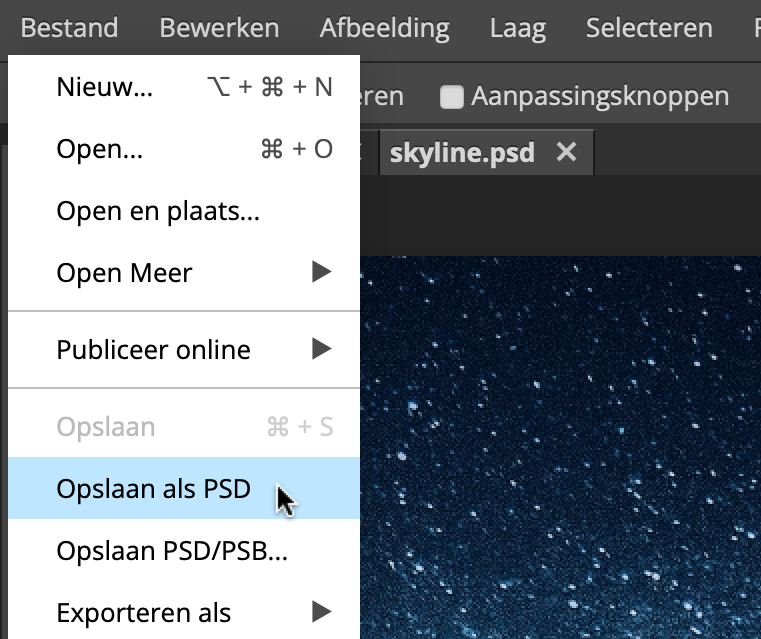 Bestand Bewerken Afbeelding Laag Selecteren
Nieuw... ⌥ + ⌘ + N
Aanpassingsknoppen
Open... ⌘ + O
skyline.psd ✕
Open en plaats...
Open Meer ▶
Publiceer online ▶
Opslaan ⌘ + S
Opslaan als PSD
Opslaan PSD/PSB...
Exporteren als ▶